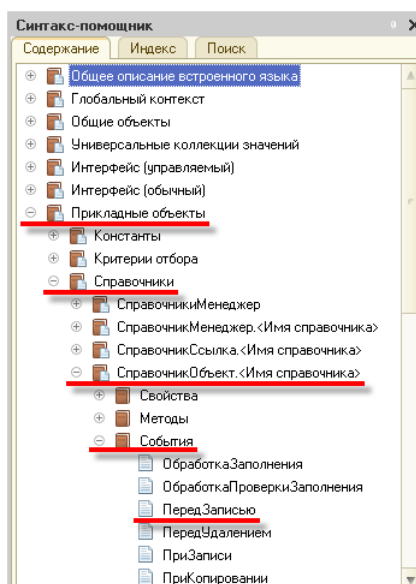 Синтакс-помощник
Содержание Индекс Поиск
Общее описание встроенного языка
Глобальный контекст
Общие объекты
Универсальные коллекции значений
Интерфейс (управляемый)
Интерфейс (обычный)
Прикладные объекты
Константы
Критерии отбора
Справочники
СправочникиМенеджер
СправочникМенеджер.<Имя справочника>
СправочникСсылка.<Имя справочника>
СправочникОбъект.<Имя справочника>
Свойства
Методы
События
ОбработкаЗаполнения
ОбработкаПроверкиЗаполнения
ПередЗаписью
ПередУдалением
ПриЗаписи
ПриКопировании